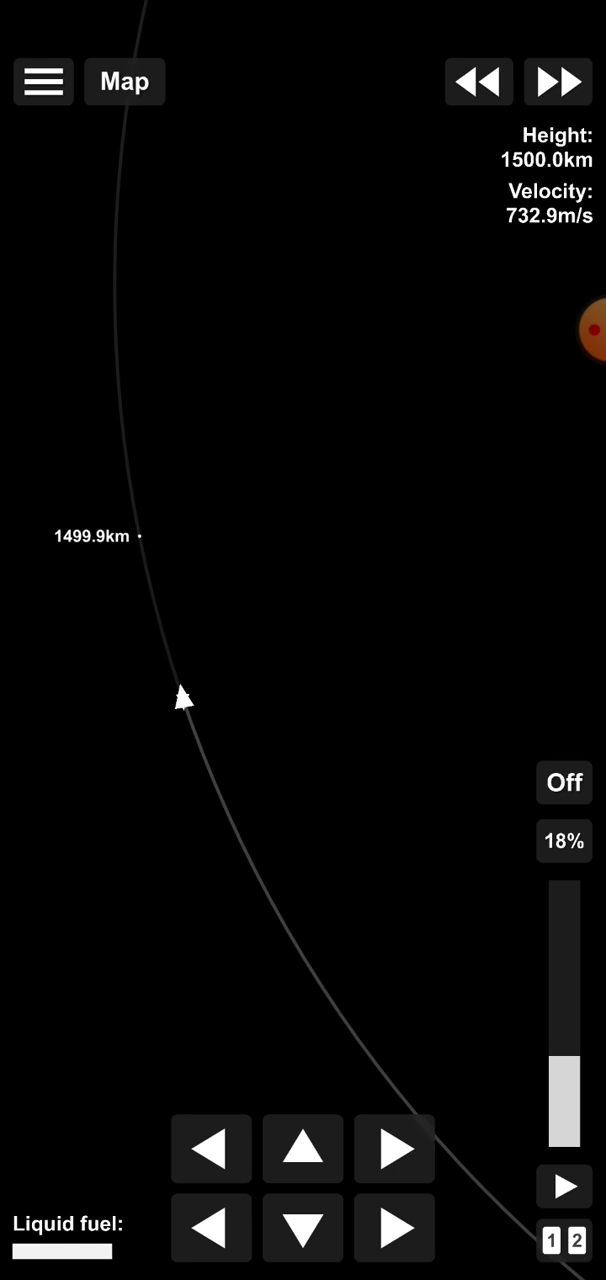 Map
Height:
1500.0km
Velocity:
732.9m/s
1499.9km
Off
18%
Liquid fuel:
1 2